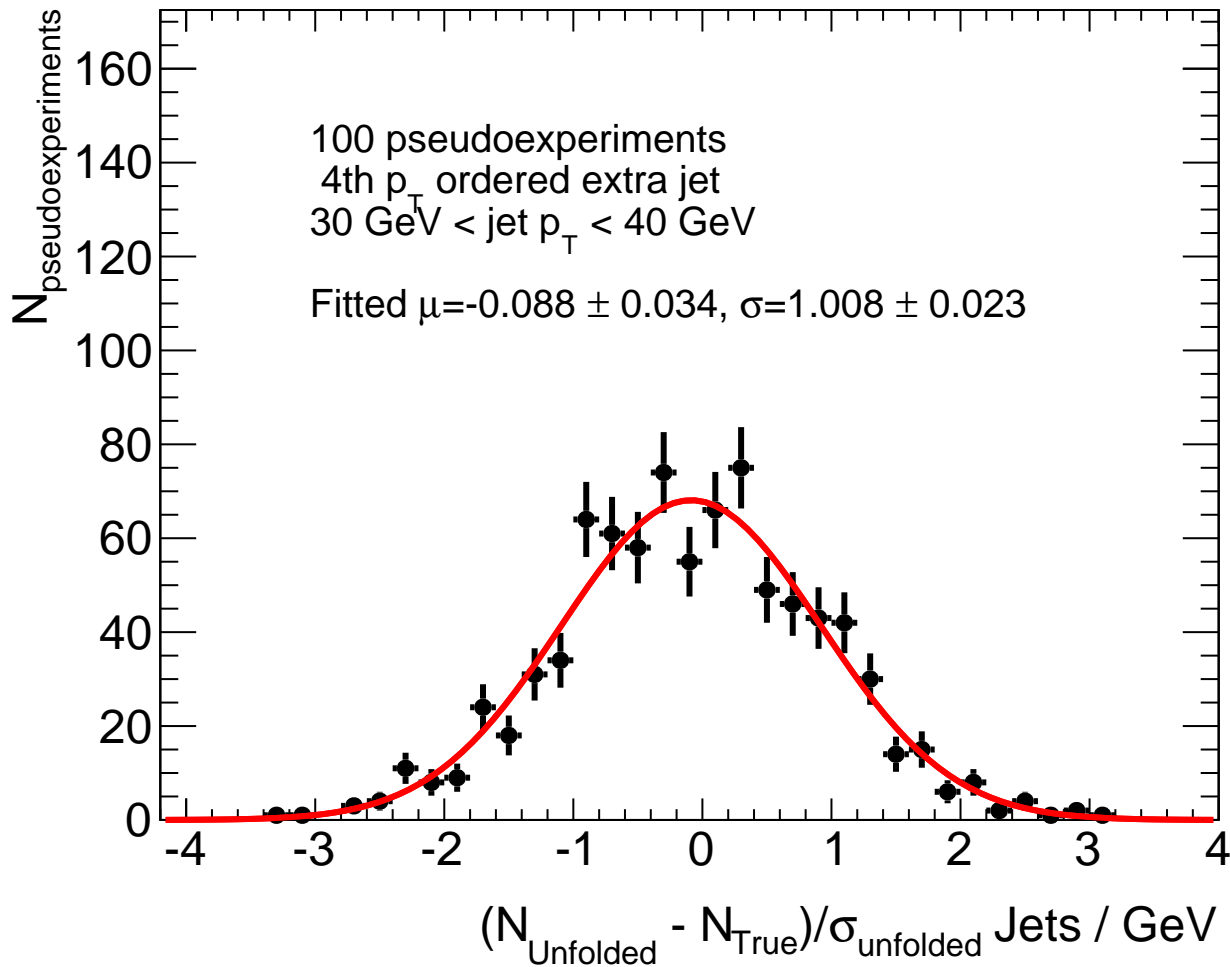 N_pseudoexperiments
160
140
120
100
80
60
40
20
0
100 pseudoexperiments
4th p_T ordered extra jet
30 GeV < jet p_T < 40 GeV
Fitted μ=-0.088 ± 0.034, σ=1.008 ± 0.023
-4 -3 -2 -1 0 1 2 3 4
(N_Unfolded - N_True)/σ_unfolded Jets / GeV